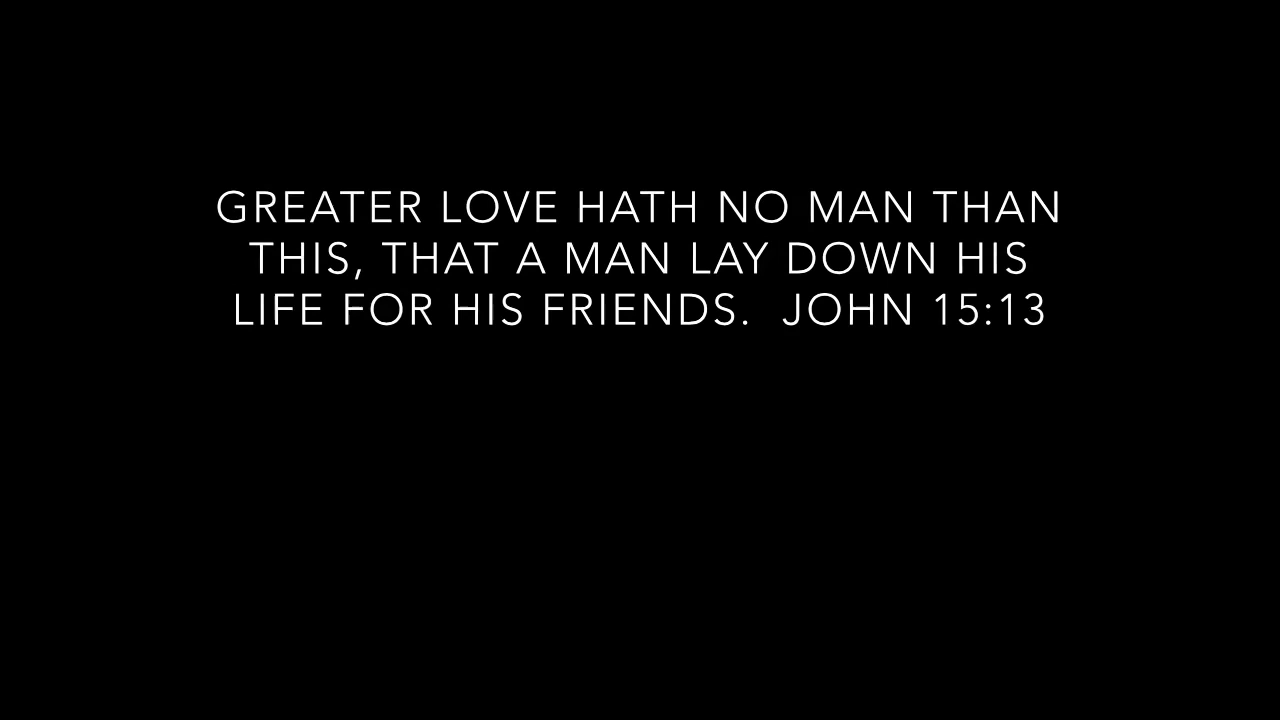 GREATER LOVE HATH NO MAN THAN
THIS, THAT A MAN LAY DOWN HIS
LIFE FOR HIS FRIENDS.  JOHN 15:13